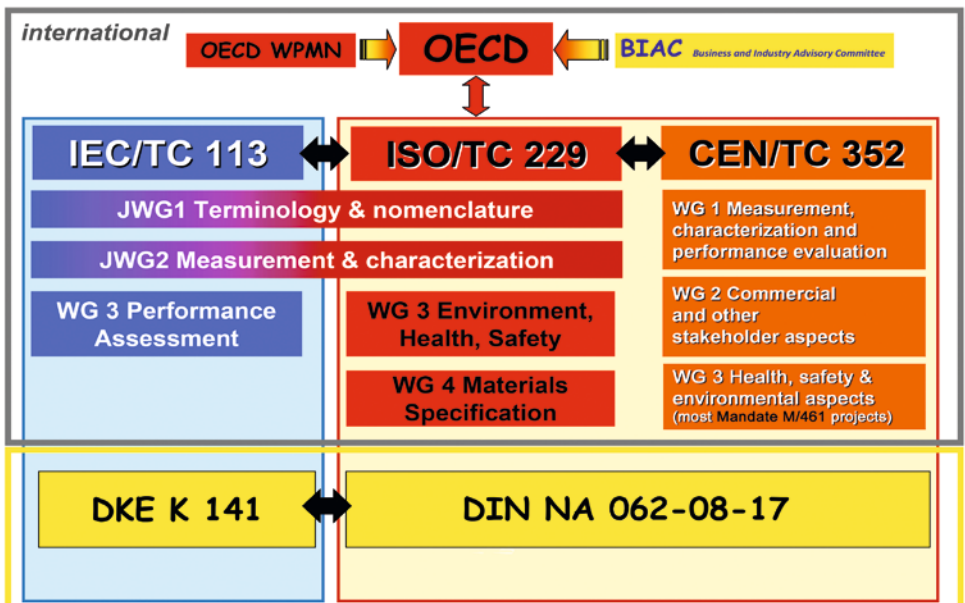 international
OECD WPMN
OECD
BIAC Business and Industry Advisory Committee
IEC/TC 113
ISO/TC 229
CEN/TC 352
JWG1 Terminology & nomenclature
JWG2 Measurement & characterization
WG 3 Performance
Assessment
WG 3 Environment,
Health, Safety
WG 4 Materials
Specification
WG 1 Measurement,
characterization and
performance evaluation
WG 2 Commercial
and other
stakeholder aspects
WG 3 Health, safety &
environmental aspects
(most Mandate M/461 projects)
DKE K 141
DIN NA 062-08-17